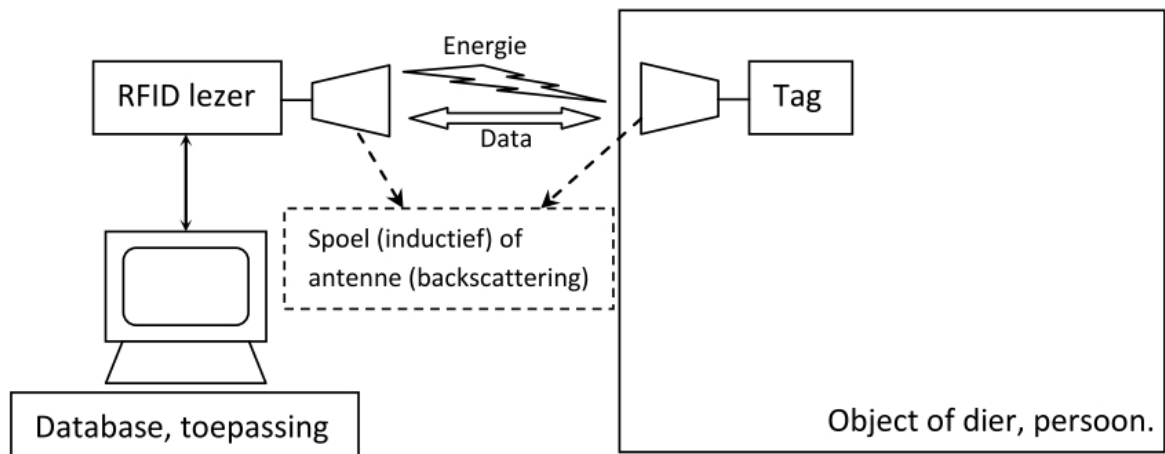 Energie
RFID lezer
Tag
Data
Spoel (inductief) of
antenne (backscattering)
Database, toepassing
Object of dier, persoon.